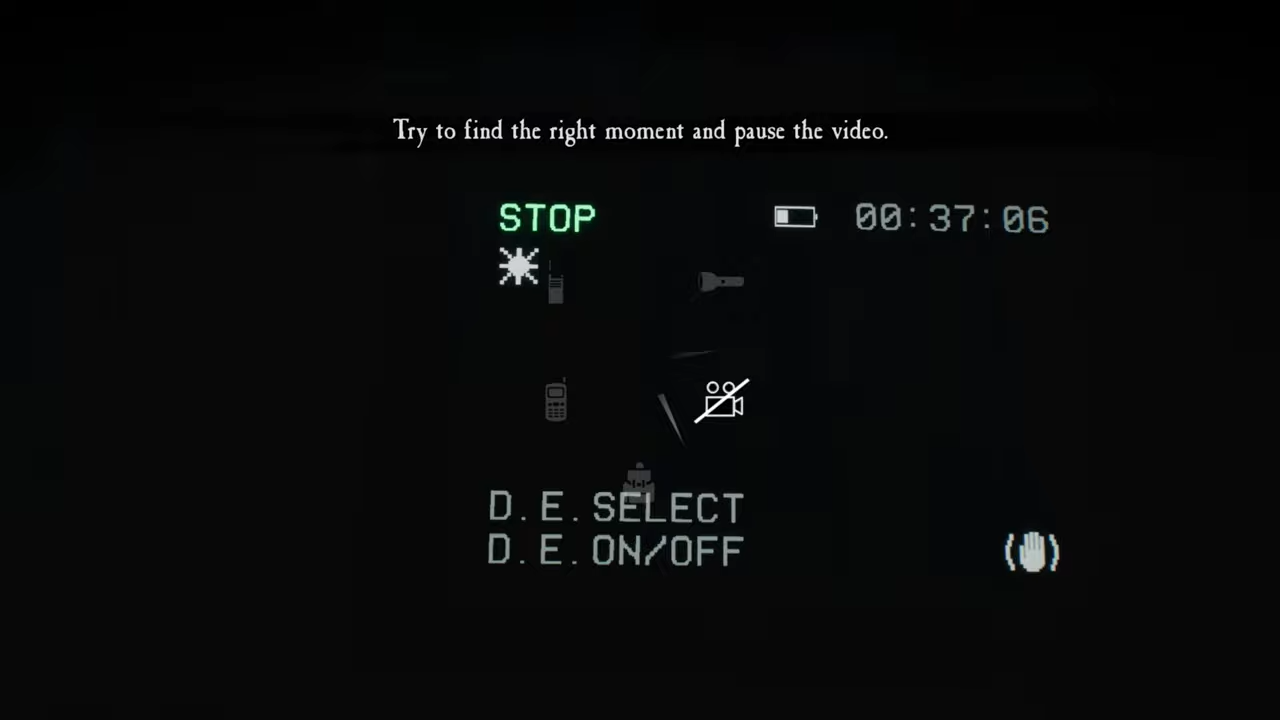 Try to find the right moment and pause the video.
STOP 00:37:06
D.E.SELECT
D.E.ON/OFF